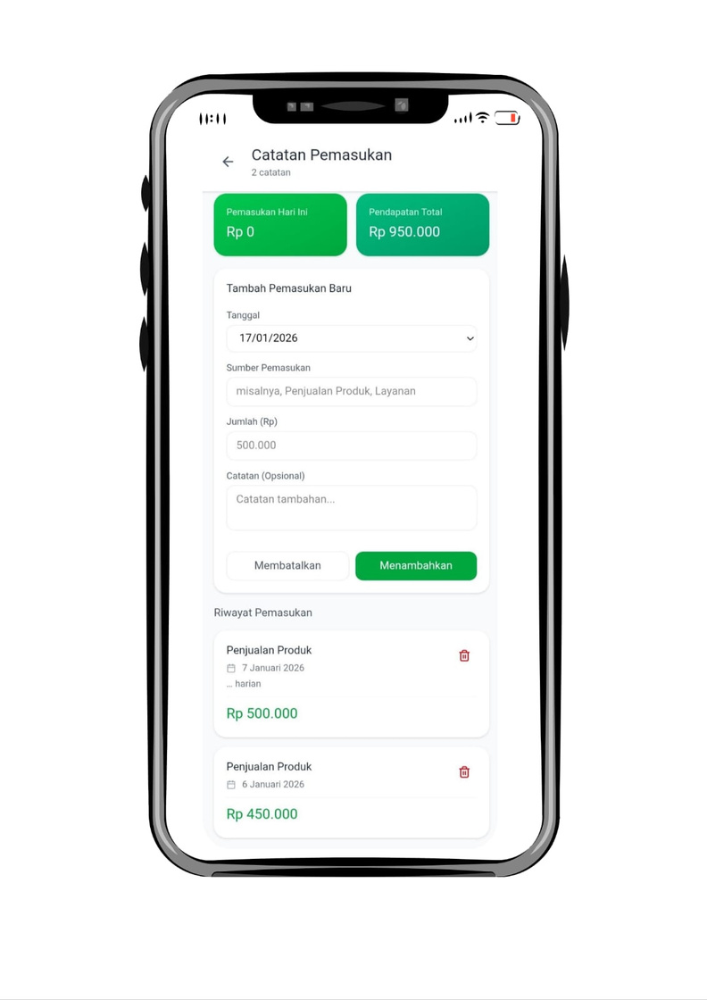 11:11
Catatan Pemasukan
2 catatan
Pemasukan Hari Ini
Rp 0
Pendapatan Total
Rp 950.000
Tambah Pemasukan Baru
Tanggal
17/01/2026
Sumber Pemasukan
misalnya, Penjualan Produk, Layanan
Jumlah (Rp)
500.000
Catatan (Opsional)
Catatan tambahan...
Membatalkan
Menambahkan
Riwayat Pemasukan
Penjualan Produk
7 Januari 2026
... harian
Rp 500.000
Penjualan Produk
6 Januari 2026
Rp 450.000